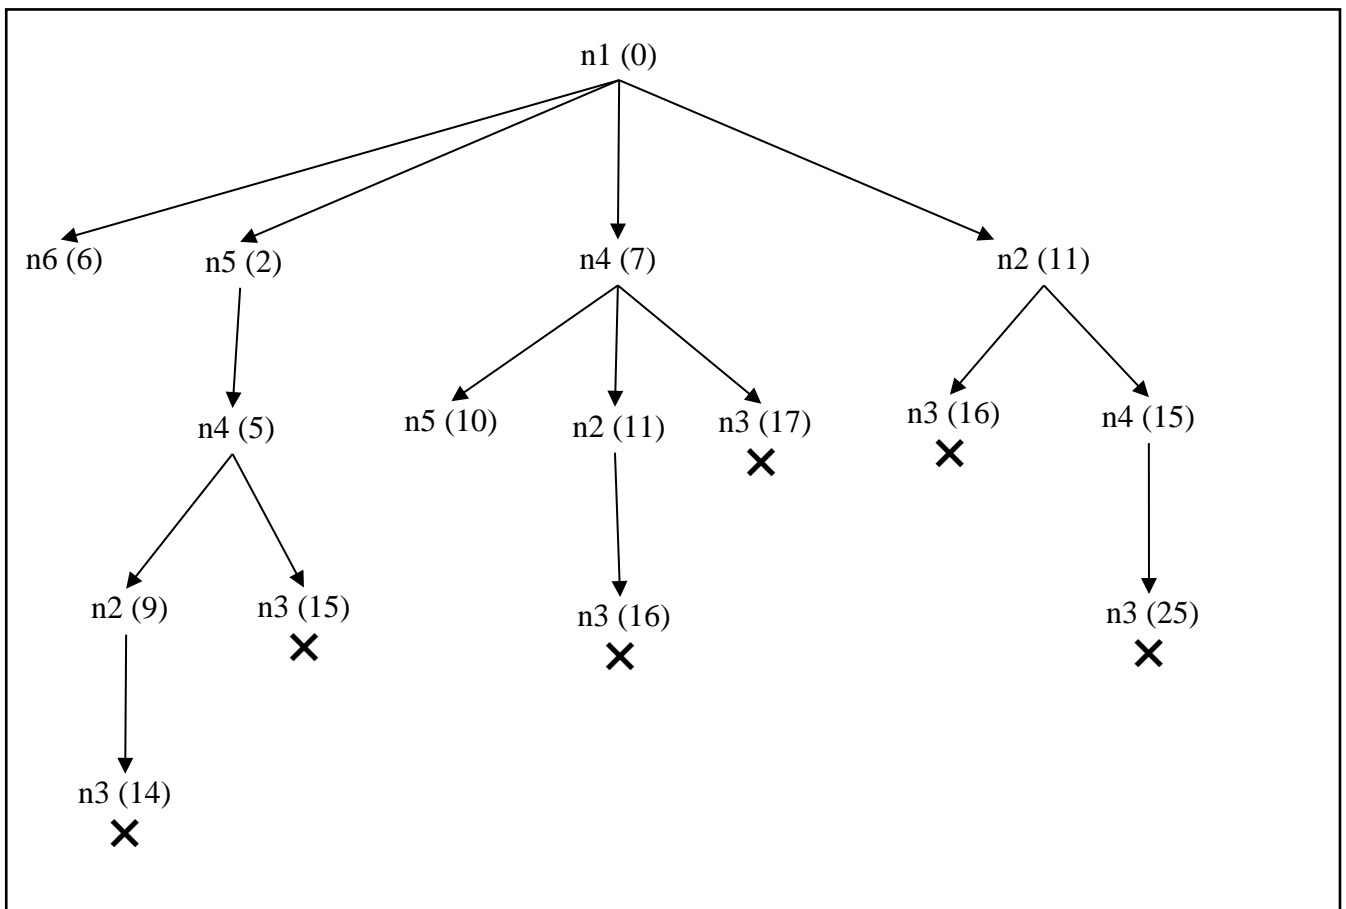 n1 (0)
n6 (6) n5 (2) n4 (7) n2 (11)
n4 (5) n5 (10) n2 (11) n3 (17) n3 (16) n4 (15)
n2 (9) n3 (15) n3 (16) n3 (25)
n3 (14)